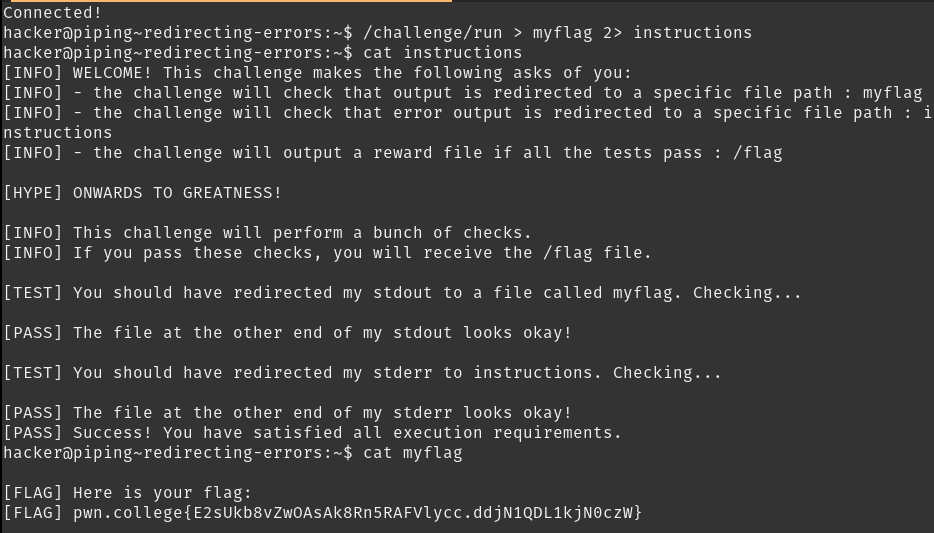 Connected!
hacker@piping~redirecting-errors:~$ /challenge/run > myflag 2> instructions
hacker@piping~redirecting-errors:~$ cat instructions
[INFO] WELCOME! This challenge makes the following asks of you:
[INFO] - the challenge will check that output is redirected to a specific file path : myflag
[INFO] - the challenge will check that error output is redirected to a specific file path : i
nstructions
[INFO] - the challenge will output a reward file if all the tests pass : /flag
[HYPE] ONWARDS TO GREATNESS!
[INFO] This challenge will perform a bunch of checks.
[INFO] If you pass these checks, you will receive the /flag file.
[TEST] You should have redirected my stdout to a file called myflag. Checking...
[PASS] The file at the other end of my stdout looks okay!
[TEST] You should have redirected my stderr to instructions. Checking...
[PASS] The file at the other end of my stderr looks okay!
[PASS] Success! You have satisfied all execution requirements.
hacker@piping~redirecting-errors:~$ cat myflag
[FLAG] Here is your flag:
[FLAG] pwn.college{E2sUkb8vZwOAsAk8Rn5RAFVlycc.ddjN1QDL1kjN0czW}